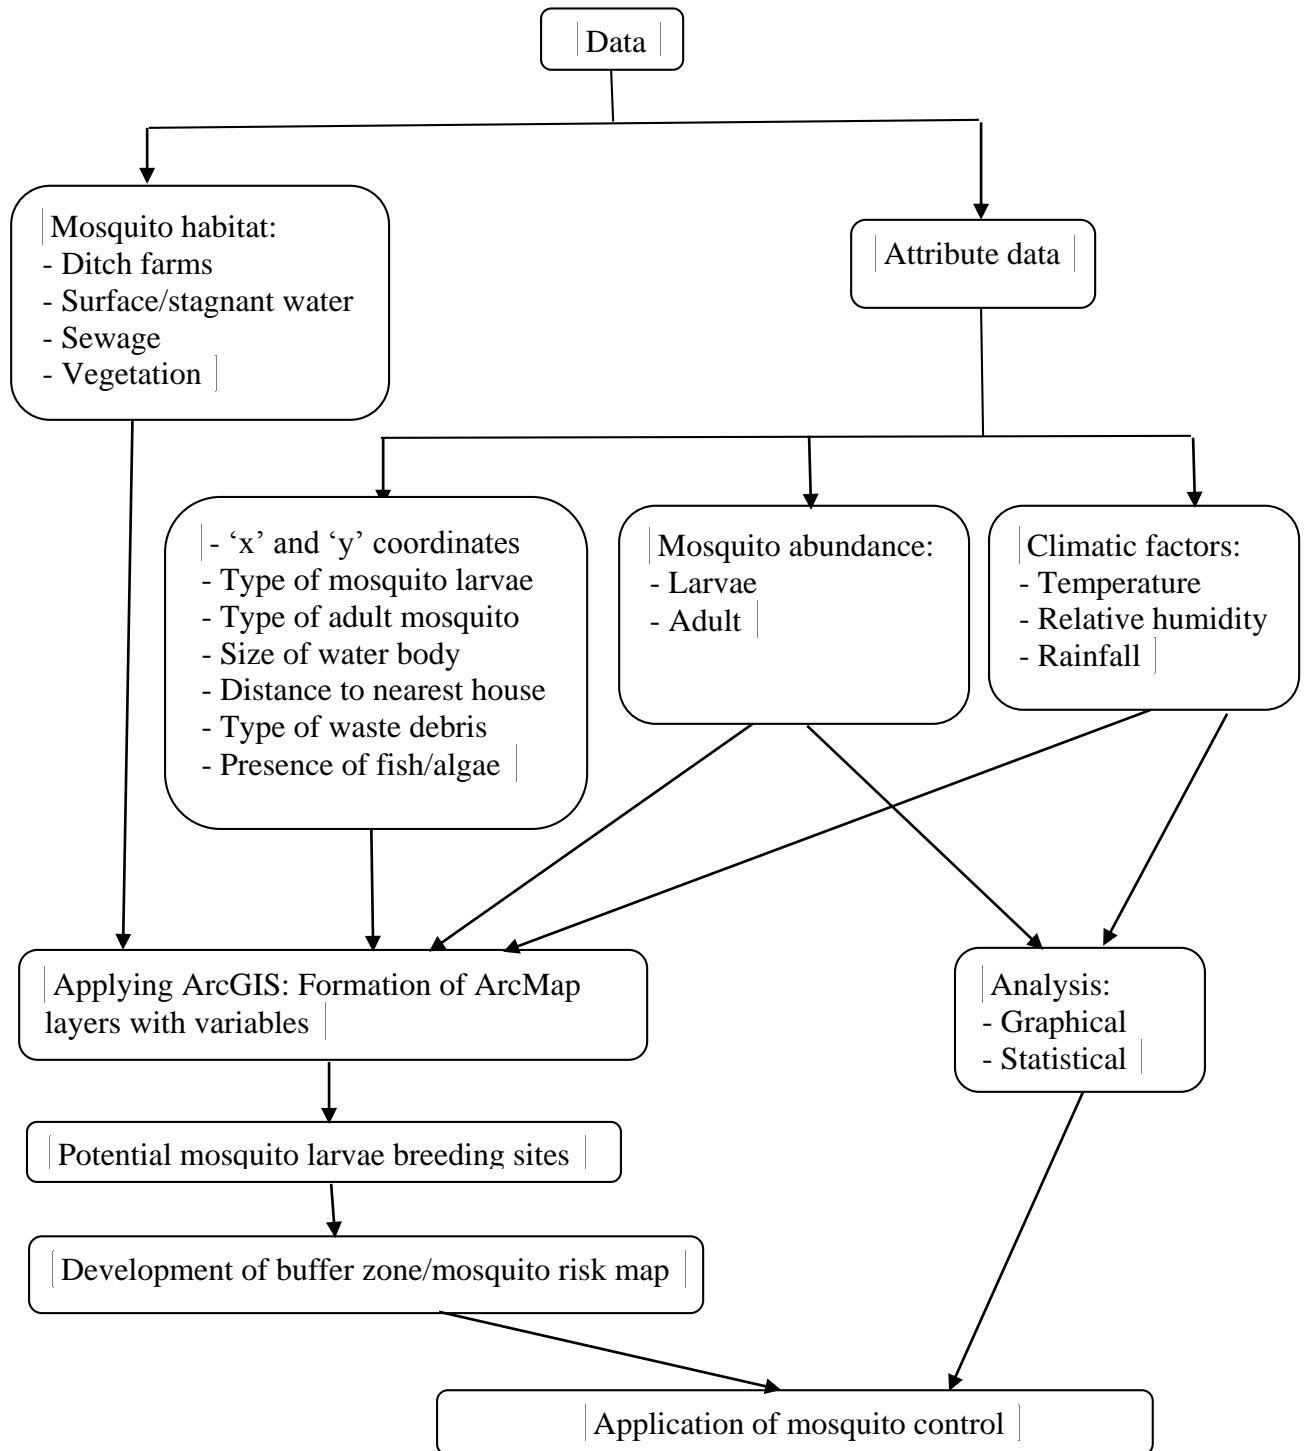 Data
Mosquito habitat:
- Ditch farms
- Surface/stagnant water
- Sewage
- Vegetation
Attribute data
- ‘x’ and ‘y’ coordinates
- Type of mosquito larvae
- Type of adult mosquito
- Size of water body
- Distance to nearest house
- Type of waste debris
- Presence of fish/algae
Mosquito abundance:
- Larvae
- Adult
Climatic factors:
- Temperature
- Relative humidity
- Rainfall
Applying ArcGIS: Formation of ArcMap
layers with variables
Analysis:
- Graphical
- Statistical
Potential mosquito larvae breeding sites
Development of buffer zone/mosquito risk map
Application of mosquito control